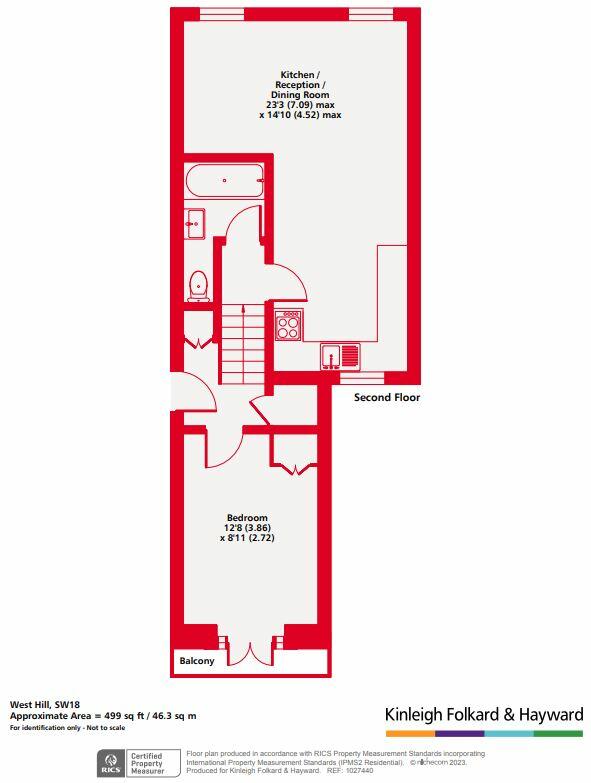 Kitchen /
Reception /
Dining Room
23'3 (7.09) max
x 14'10 (4.52) max
Second Floor
Bedroom
12'8 (3.86)
x 8'11 (2.72)
Balcony
West Hill, SW18
Approximate Area = 499 sq ft / 46.3 sq m
For identification only - Not to scale
Kinleigh Folkard & Hayward
RICS
Certified
Property
Measurer
Floor plan produced in accordance with RICS Property Measurement Standards incorporating
International Property Measurement Standards (IPMS2 Residential). © nichecom 2023.
Produced for Kinleigh Folkard & Hayward. REF: 1027440